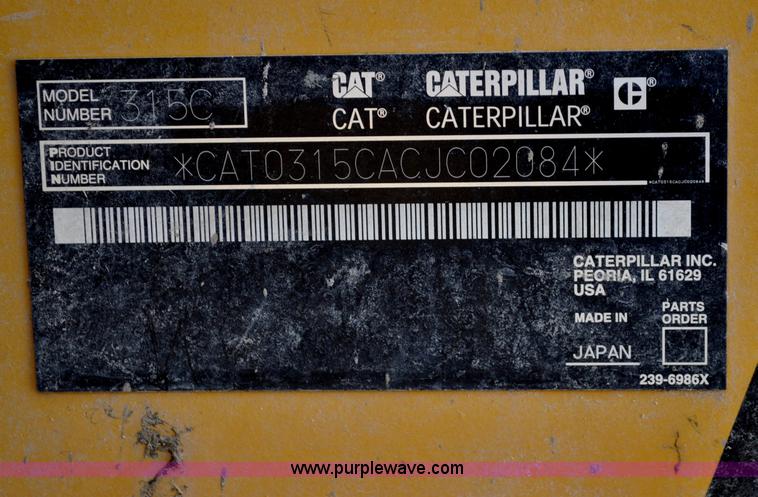 MODEL NUMBER 315C
CAT® CATERPILLAR®
CAT® CATERPILLAR®
C®
PRODUCT
IDENTIFICATION
NUMBER
*CAT0315CACJC02084*
*CAT0315CACJC02084*
CATERPILLAR INC.
PEORIA, IL 61629
USA
MADE IN
JAPAN
PARTS
ORDER
239-6986X
www.purplewave.com